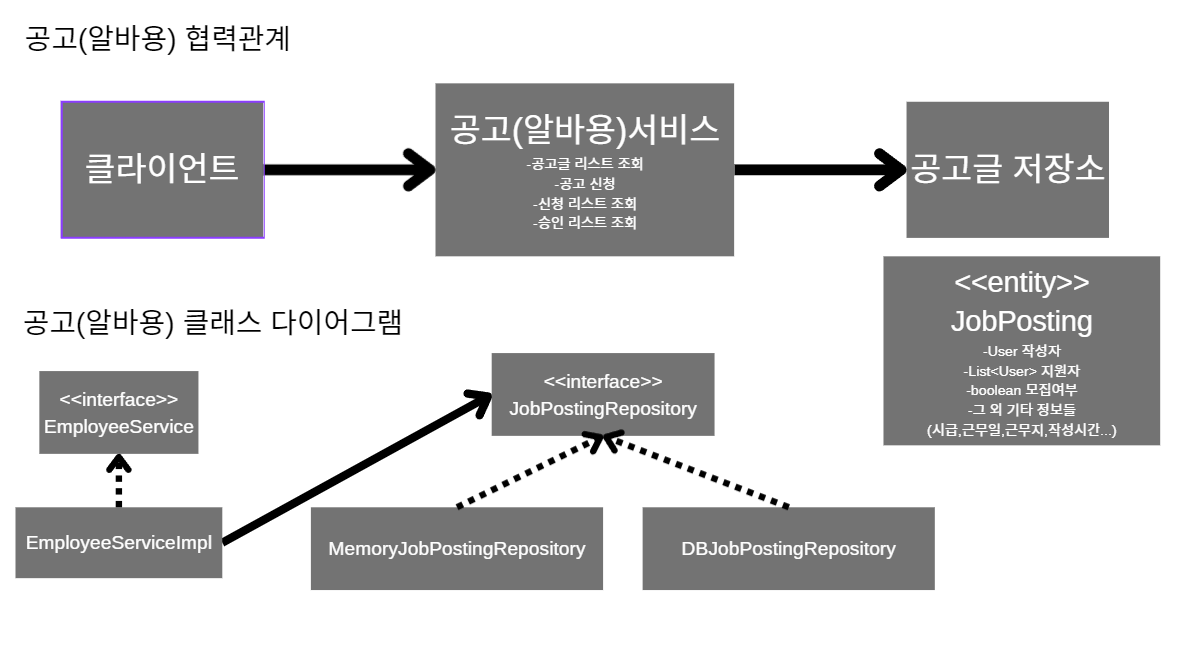 공고(알바용) 협력관계
클라이언트
공고(알바용)서비스
-공고글 리스트 조회
-공고 신청
-신청 리스트 조회
-승인 리스트 조회
공고글 저장소
<<entity>>
JobPosting
-User 작성자
-List<User> 지원자
-boolean 모집여부
-그 외 기타 정보들
(시급,근무일,근무지,작성시간...)
공고(알바용) 클래스 다이어그램
<<interface>>
EmployeeService
<<interface>>
JobPostingRepository
EmployeeServiceImpl
MemoryJobPostingRepository
DBJobPostingRepository